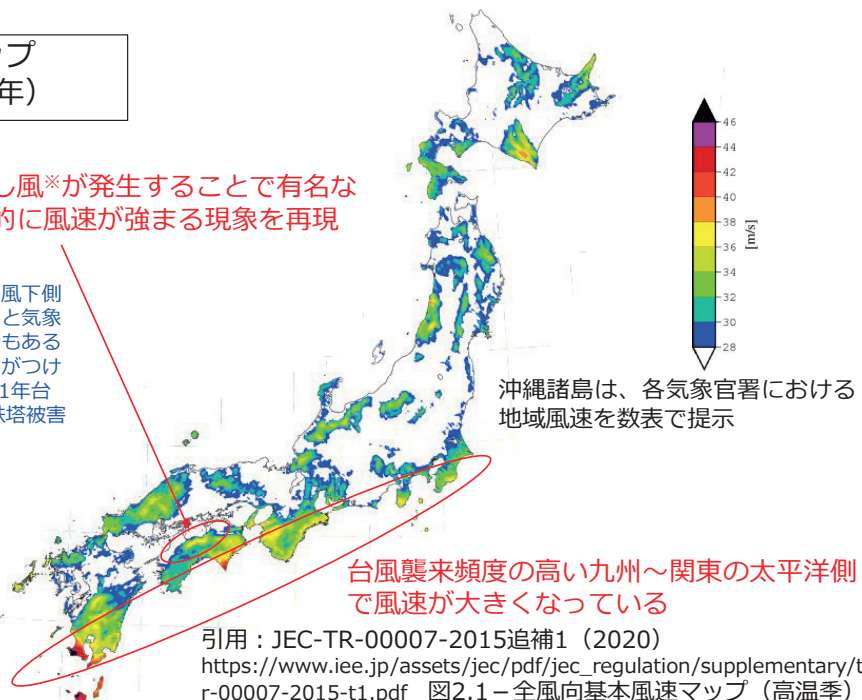 ップ
年）
し風※が発生することで有名な
的に風速が強まる現象を再現
風下側
と気象
もある
がつけ
1年台
鉄塔被害
46
44
42
40
38
36
34
32
30
28
[m/s]
沖縄諸島は、各気象官署における
地域風速を数表で提示
台風襲来頻度の高い九州～関東の太平洋側
で風速が大きくなっている
引用：JEC-TR-00007-2015追補1（2020）
https://www.iee.jp/assets/jec/pdf/jec_regulation/supplementary/t
r-00007-2015-t1.pdf 図2.1－全風向基本風速マップ（高温季）